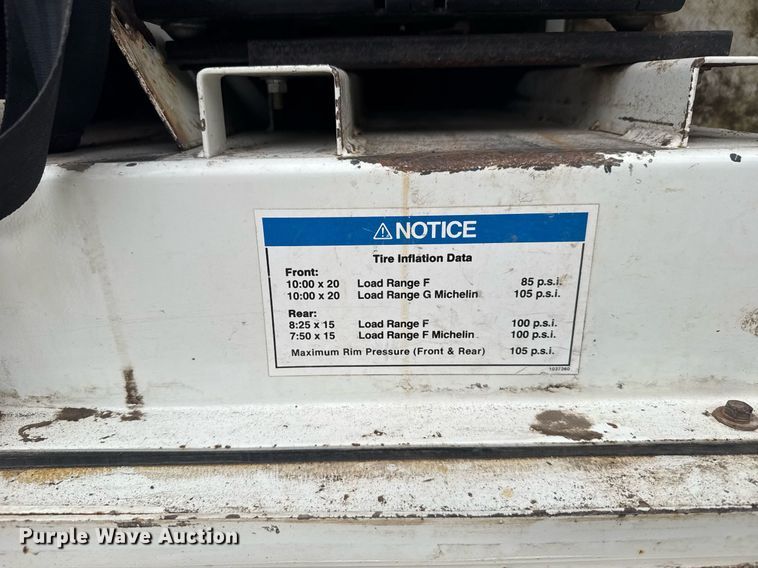 ⚠ NOTICE
Tire Inflation Data
Front:
10:00 x 20 Load Range F 85 p.s.i.
10:00 x 20 Load Range G Michelin 105 p.s.i.
Rear:
8:25 x 15 Load Range F 100 p.s.i.
7:50 x 15 Load Range F Michelin 100 p.s.i.
Maximum Rim Pressure (Front & Rear) 105 p.s.i.
1037360
Purple Wave Auction